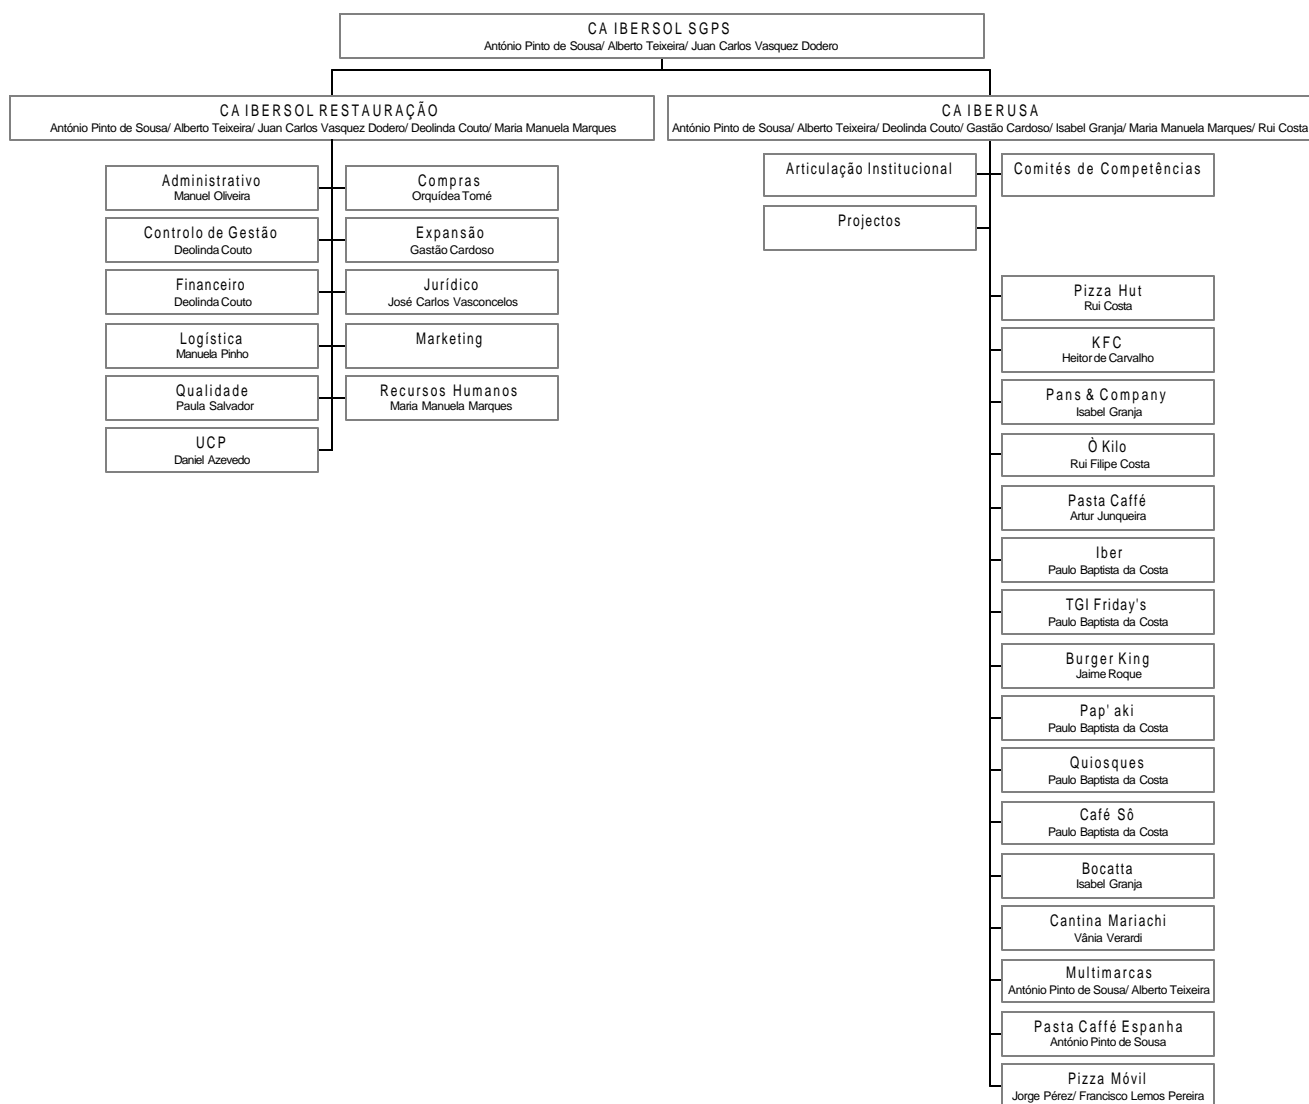 CA IBERSOL SGPS
António Pinto de Sousa/ Alberto Teixeira/ Juan Carlos Vasquez Dodero
CA IBERSOL RESTAURAÇÃO
António Pinto de Sousa/ Alberto Teixeira/ Juan Carlos Vasquez Dodero/ Deolinda Couto/ Maria Manuela Marques
Administrativo
Manuel Oliveira
Compras
Orquídea Tomé
Controlo de Gestão
Deolinda Couto
Expansão
Gastão Cardoso
Financeiro
Deolinda Couto
Jurídico
José Carlos Vasconcelos
Logística
Manuela Pinho
Marketing
Qualidade
Paula Salvador
Recursos Humanos
Maria Manuela Marques
UCP
Daniel Azevedo
CA IBERUSA
António Pinto de Sousa/ Alberto Teixeira/ Deolinda Couto/ Gastão Cardoso/ Isabel Granja/ Maria Manuela Marques/ Rui Costa
Articulação Institucional
Comités de Competências
Projectos
Pizza Hut
Rui Costa
KFC
Heitor de Carvalho
Pans & Company
Isabel Granja
Ò Kilo
Rui Filipe Costa
Pasta Caffé
Artur Junqueira
Iber
Paulo Baptista da Costa
TGI Friday's
Paulo Baptista da Costa
Burger King
Jaime Roque
Pap' aki
Paulo Baptista da Costa
Quiosques
Paulo Baptista da Costa
Café Sô
Paulo Baptista da Costa
Bocatta
Isabel Granja
Cantina Mariachi
Vânia Verardi
Multimarcas
António Pinto de Sousa/ Alberto Teixeira
Pasta Caffé Espanha
António Pinto de Sousa
Pizza Móvil
Jorge Pérez/ Francisco Lemos Pereira